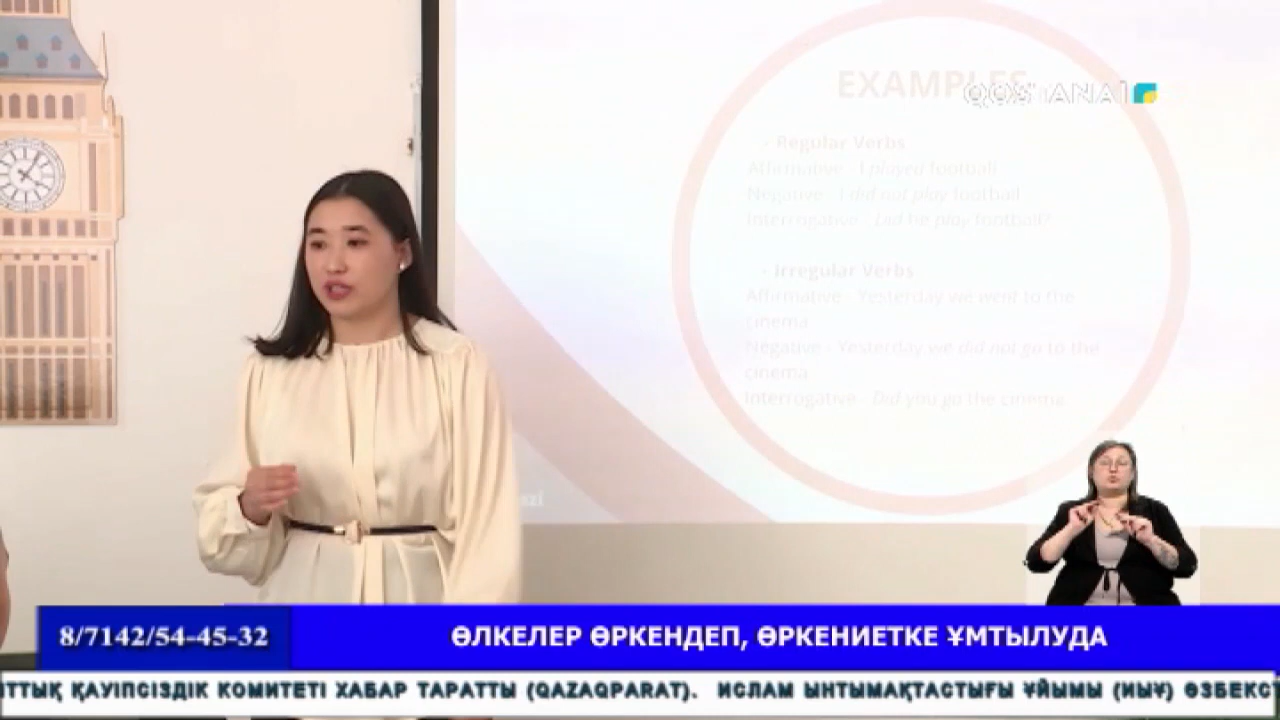 EXAMPLES
QOSTANAI
- Regular Verbs
Affirmative - I played football
Negative - I did not play football
Interrogative - Did he play football?
- Irregular Verbs
Affirmative - Yesterday we went to the
cinema
Negative - Yesterday we did not go to the
cinema
Interrogative - Did you go the cinema.
8/7142/54-45-32
ӨЛКЕЛЕР ӨРКЕНДЕП, ӨРКЕНИЕТКЕ ҰМТЫЛУДА
ҚАУІПСІЗДІК КОМИТЕТІ ХАБАР ТАРАТТЫ (QAZAQPARAT). ИСЛАМ ЫНТЫМАҚТАСТЫҒЫ ҰЙЫМЫ (ИЫҰ)